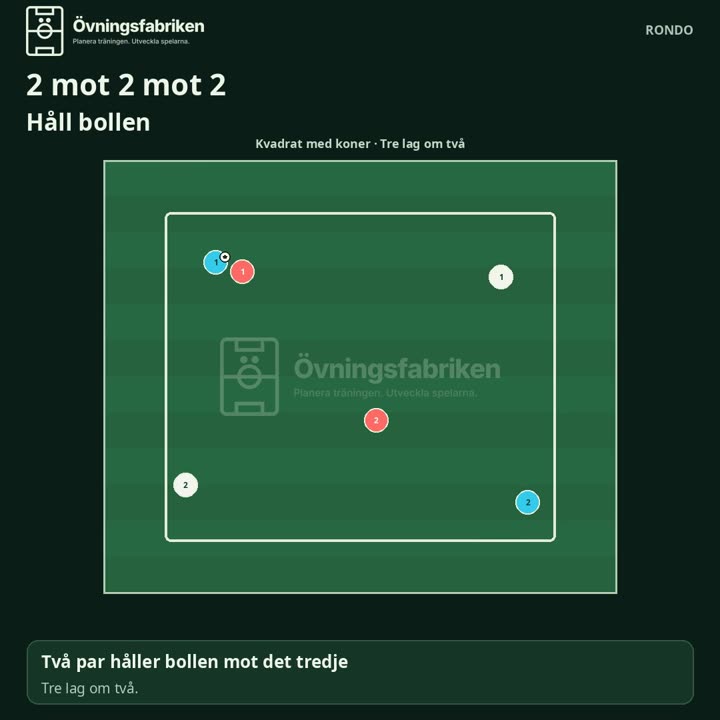 Övningsfabriken
Planera träningen. Utveckla spelarna.
RONDO
2 mot 2 mot 2
Håll bollen
Kvadrat med koner · Tre lag om två
1
1
1
Övningsfabriken
Planera träningen. Utveckla spelarna.
2
2
2
Två par håller bollen mot det tredje
Tre lag om två.